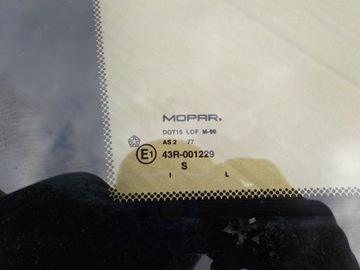 MOPAR.
DOT15 LOF M-99
AS 2 77
E1 43R-001229
S
I L